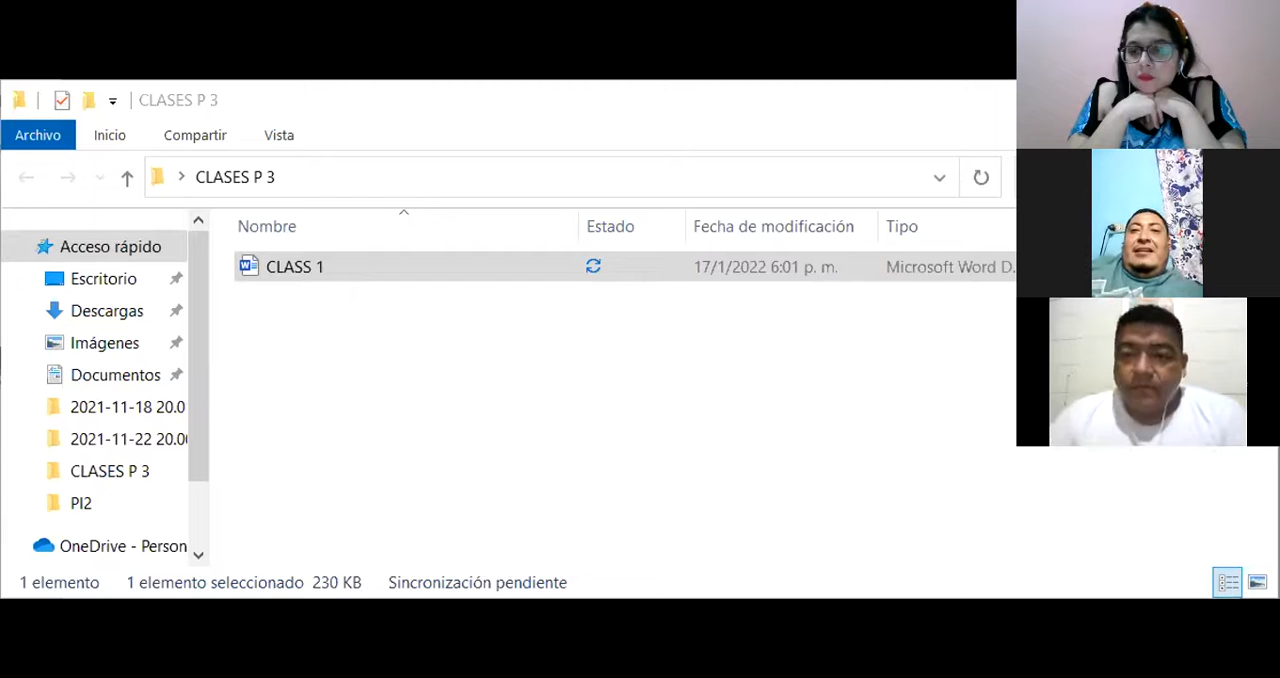 CLASES P 3
Archivo Inicio Compartir Vista
CLASES P 3
Nombre Estado Fecha de modificación Tipo
CLASS 1 17/1/2022 6:01 p. m. Microsoft Word D.
Acceso rápido
Escritorio
Descargas
Imágenes
Documentos
2021-11-18 20.0
2021-11-22 20.0
CLASES P 3
PI2
OneDrive - Person
1 elemento 1 elemento seleccionado 230 KB Sincronización pendiente